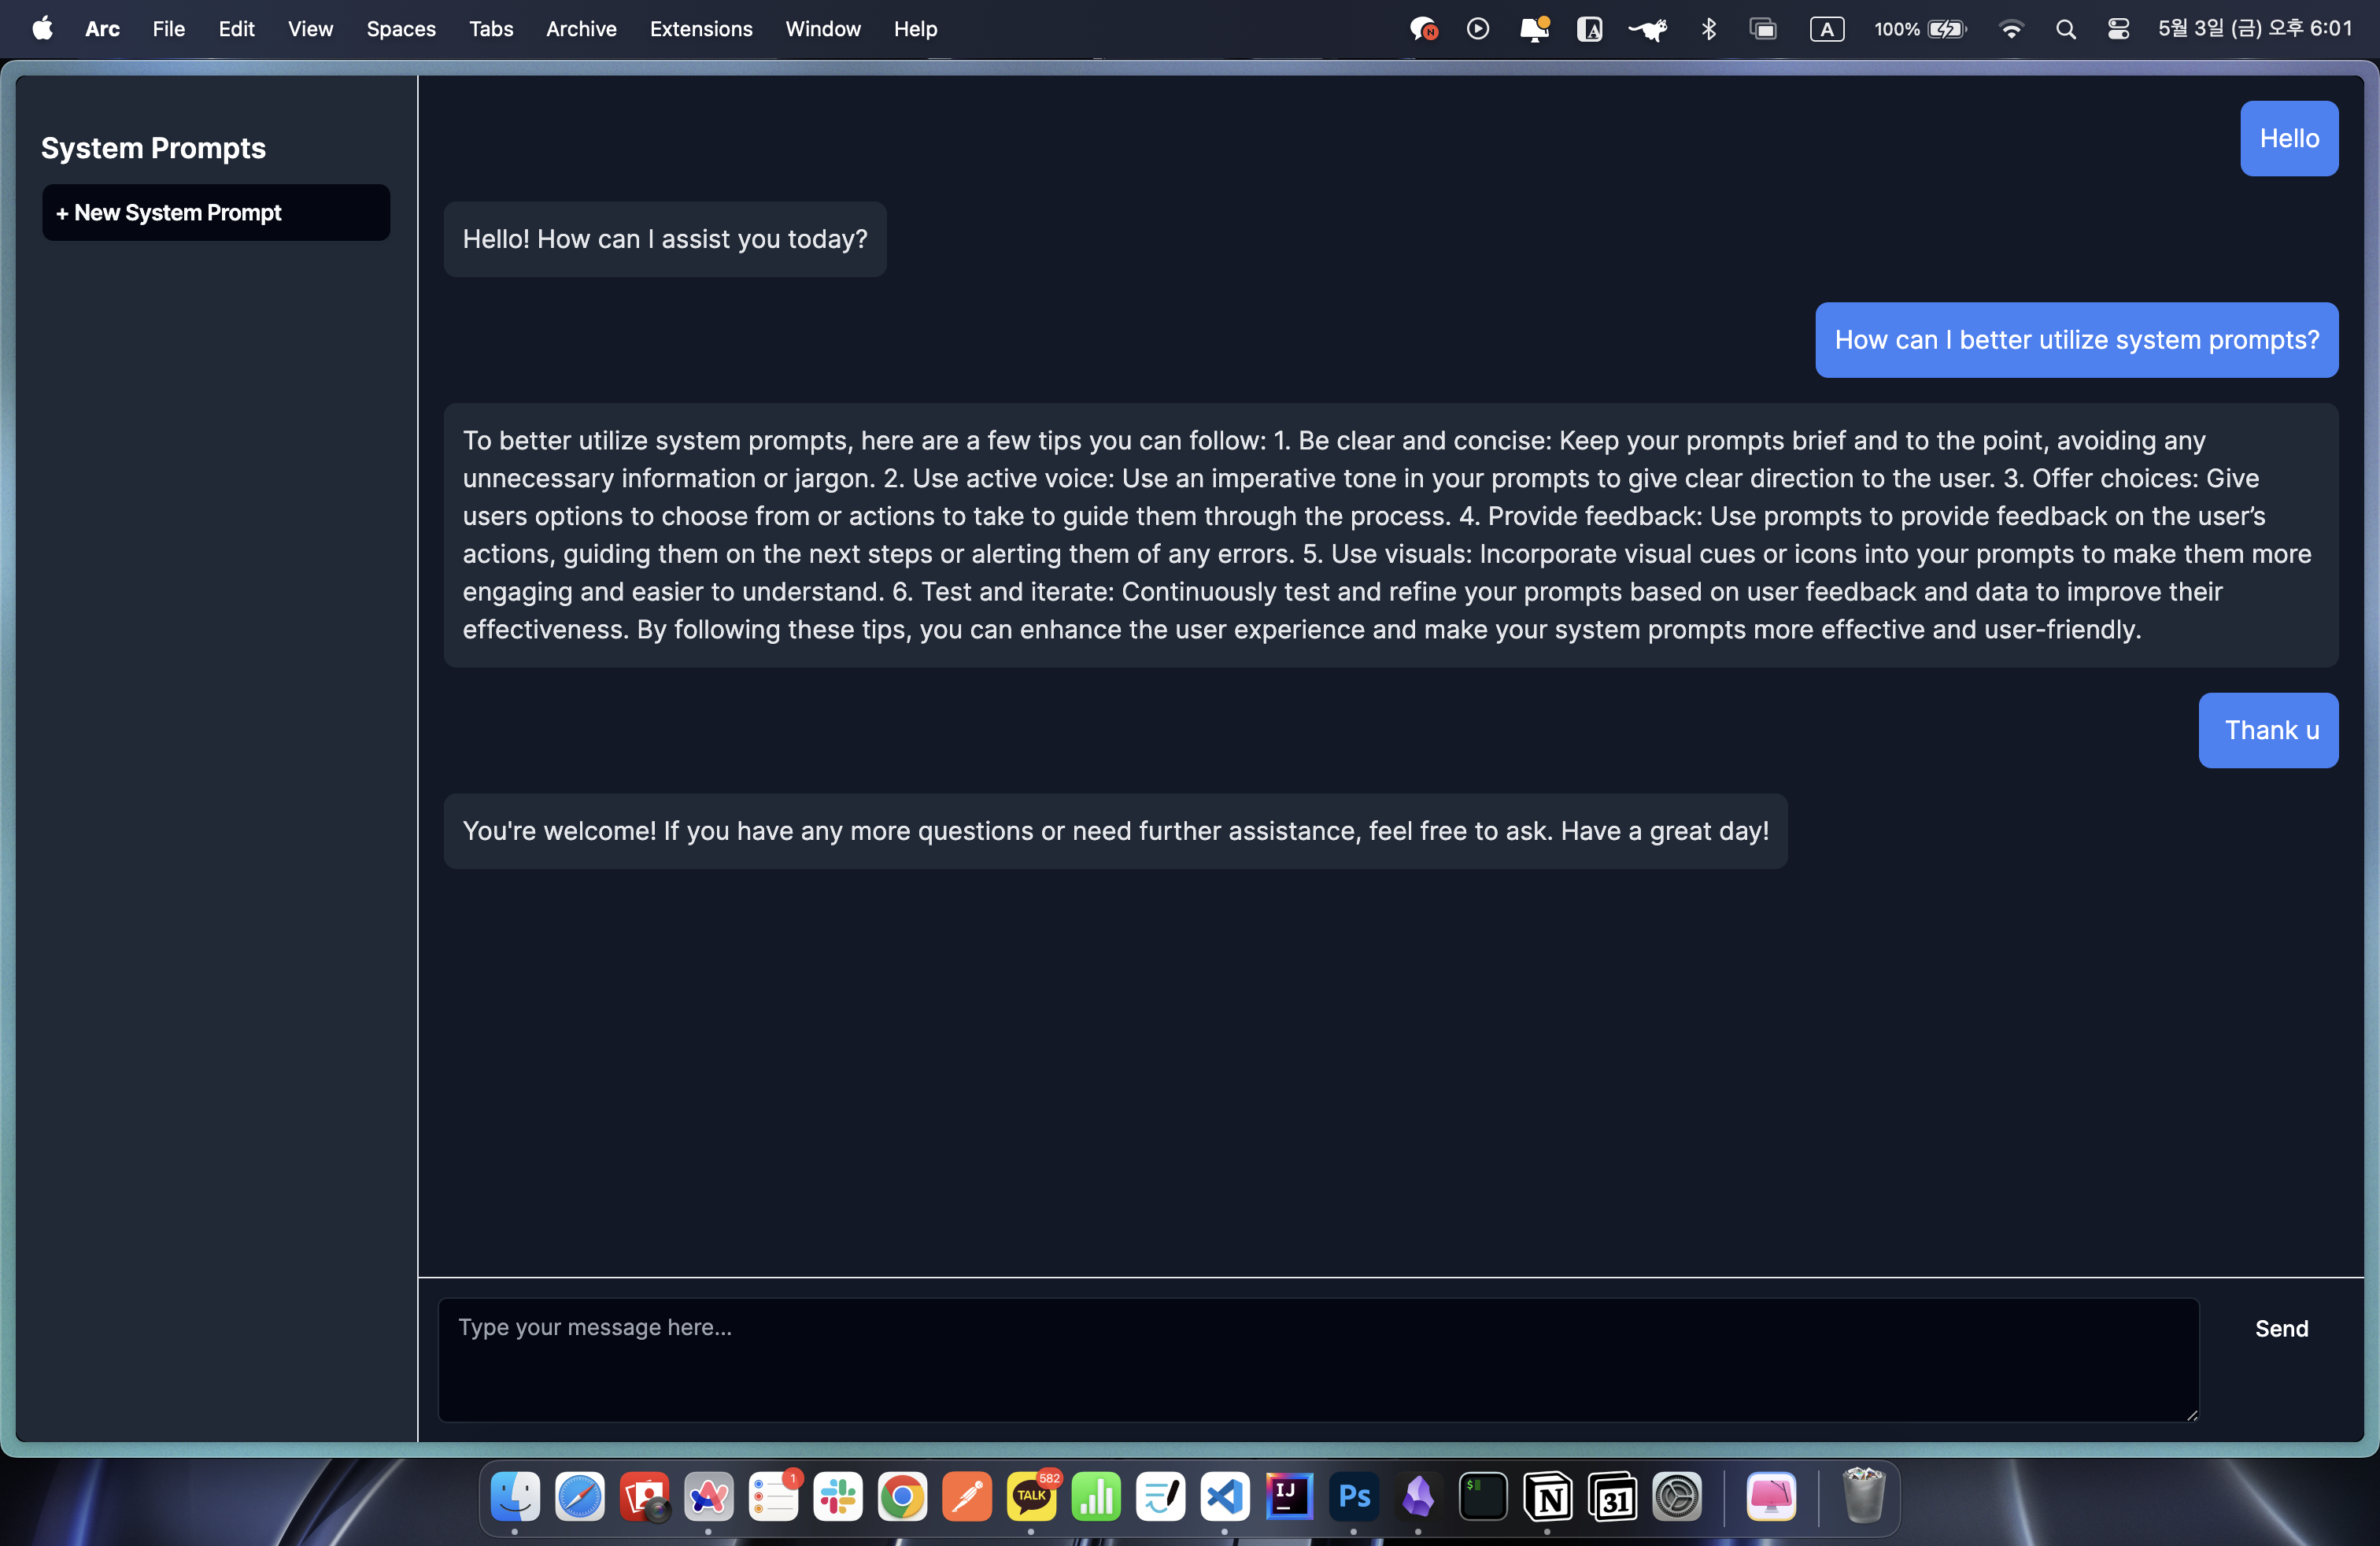 Arc File Edit View Spaces Tabs Archive Extensions Window Help
N
A
A
100%
5월 3일 (금) 오후 6:01
System Prompts
+ New System Prompt
Hello
Hello! How can I assist you today?
How can I better utilize system prompts?
To better utilize system prompts, here are a few tips you can follow: 1. Be clear and concise: Keep your prompts brief and to the point, avoiding any
unnecessary information or jargon. 2. Use active voice: Use an imperative tone in your prompts to give clear direction to the user. 3. Offer choices: Give
users options to choose from or actions to take to guide them through the process. 4. Provide feedback: Use prompts to provide feedback on the user’s
actions, guiding them on the next steps or alerting them of any errors. 5. Use visuals: Incorporate visual cues or icons into your prompts to make them more
engaging and easier to understand. 6. Test and iterate: Continuously test and refine your prompts based on user feedback and data to improve their
effectiveness. By following these tips, you can enhance the user experience and make your system prompts more effective and user-friendly.
Thank u
You're welcome! If you have any more questions or need further assistance, feel free to ask. Have a great day!
Type your message here...
Send
1
582
TALK
IJ
Ps
$
N
31